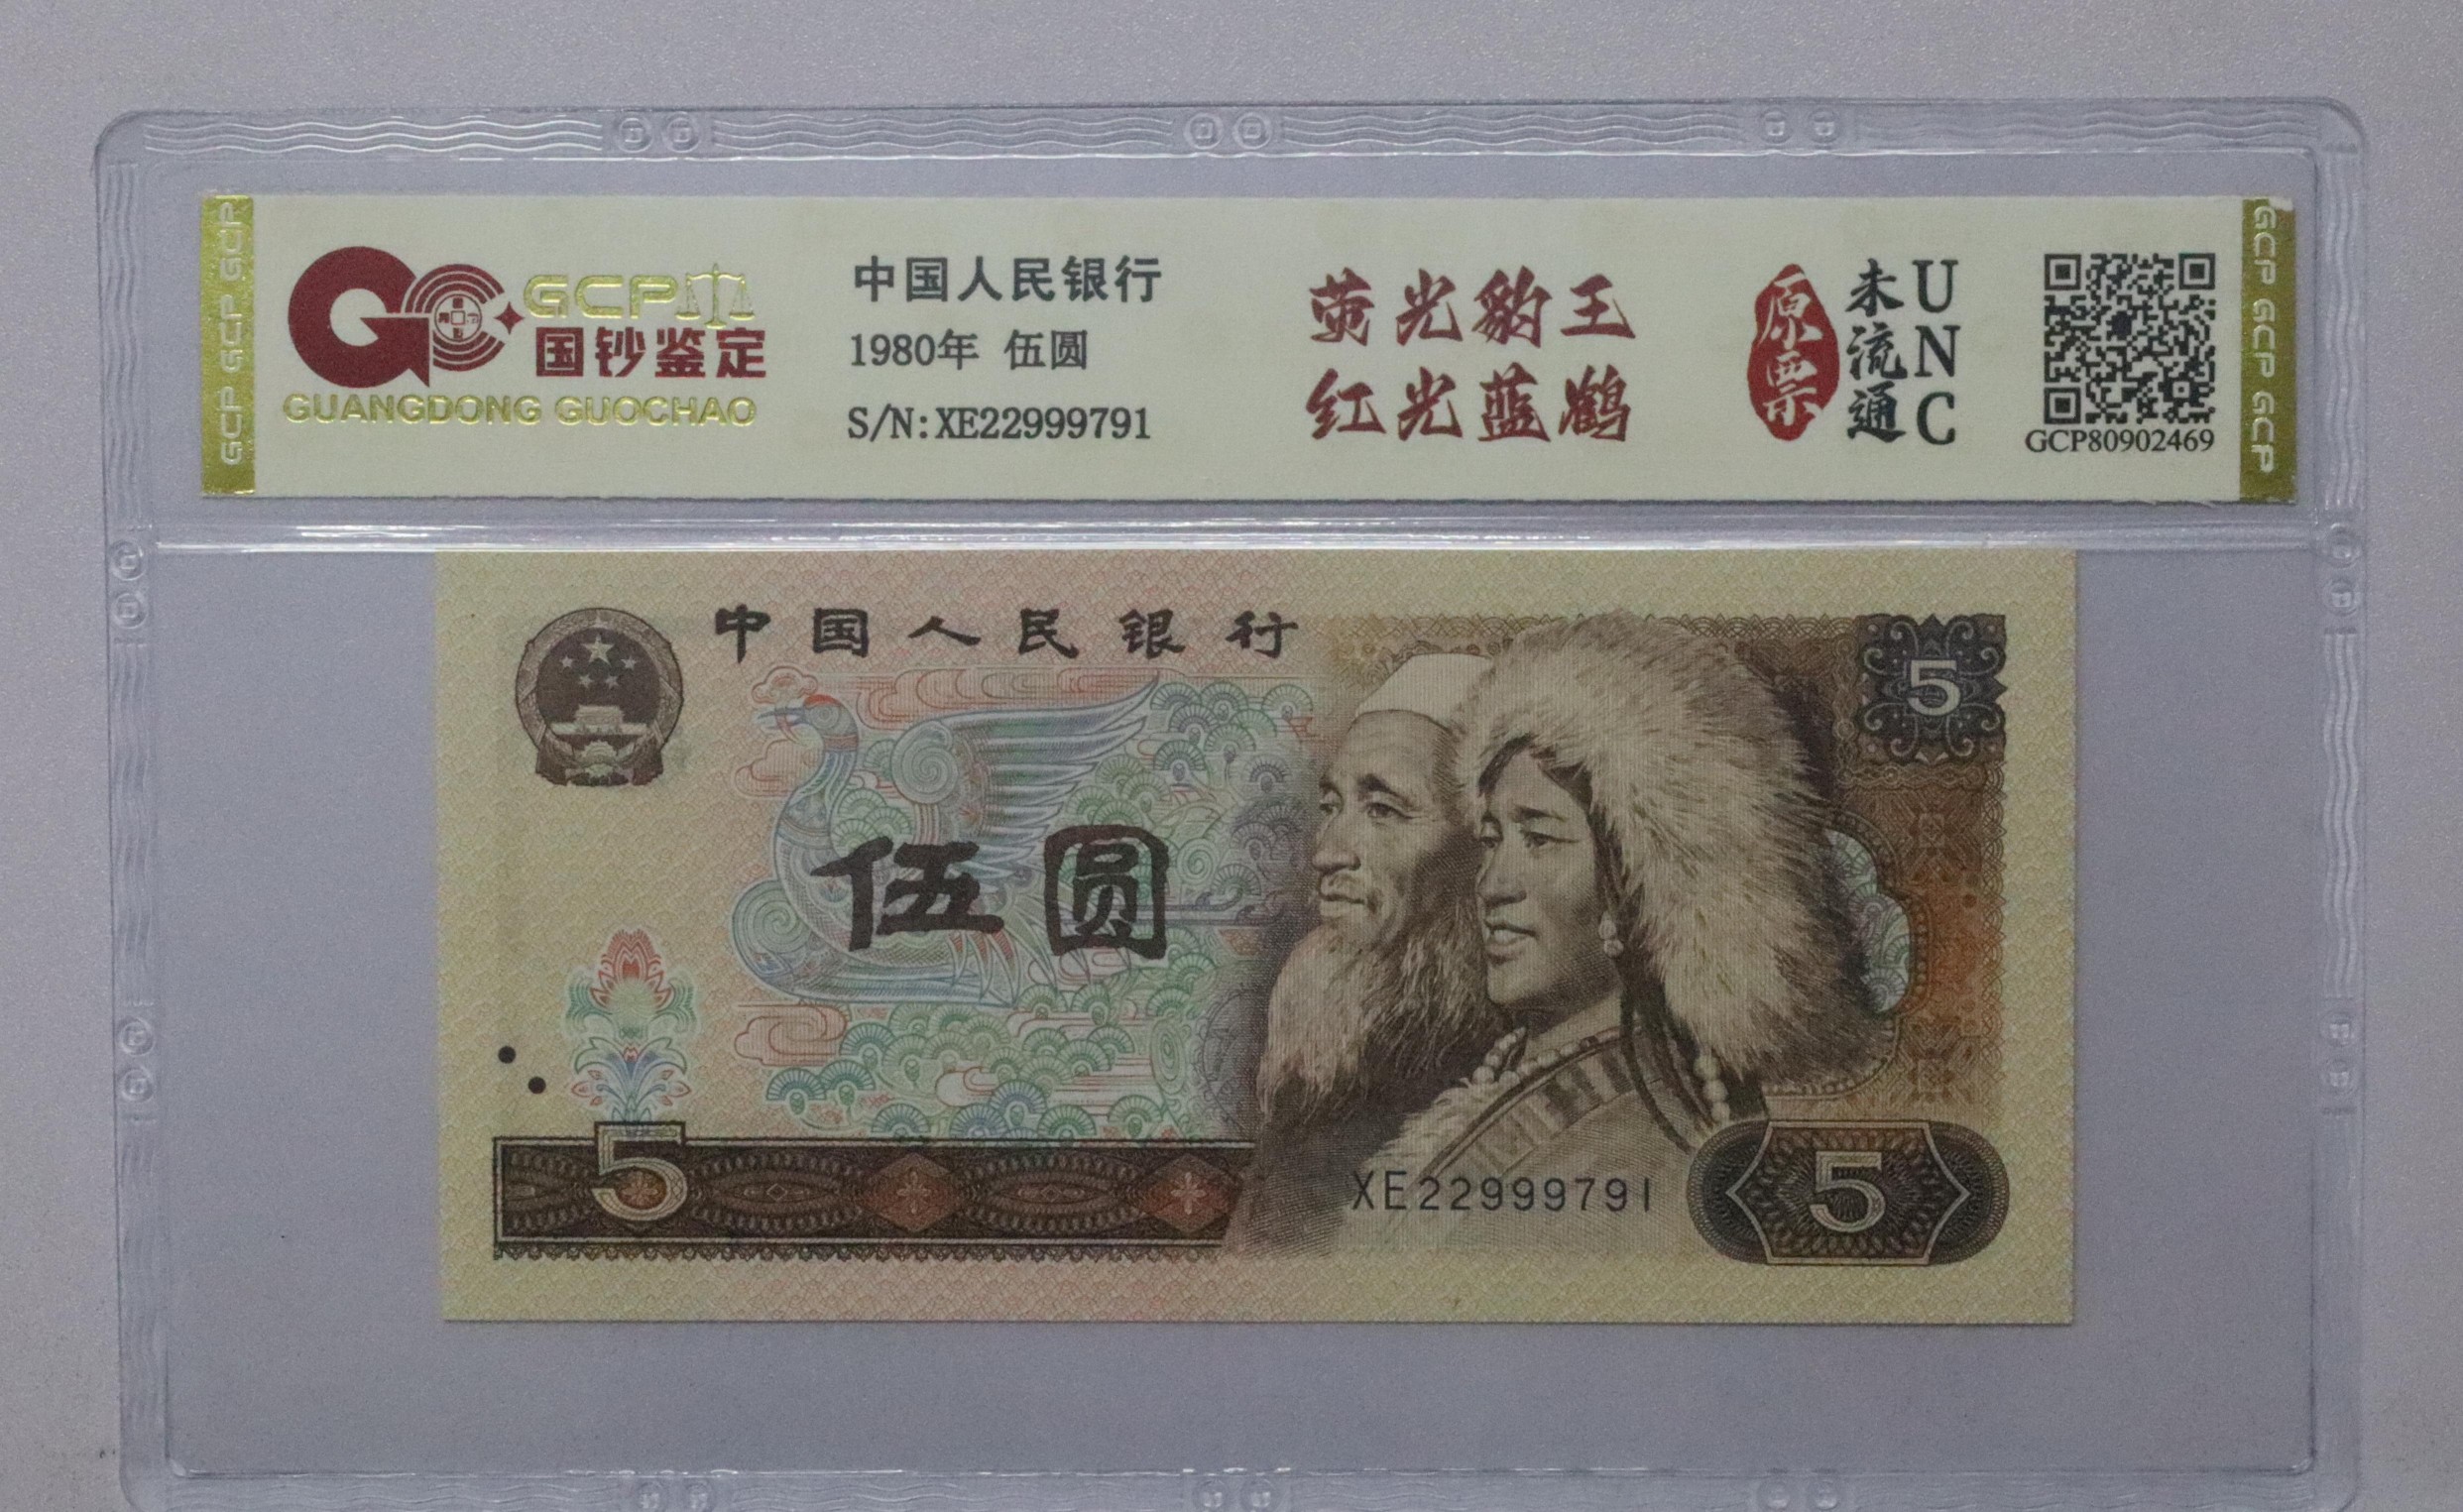 GCP
国钞鉴定
GUANGDONG GUOCHAO
中国人民银行
1980年 伍圆
S/N:XE22999791
荧光豹王
红光蓝鹤
原票
未流通
UNC
GCP80902469
GCP GCP GCP
GCP GCP GCP
中国人民银行
5
伍圆
5
XE22999791
5